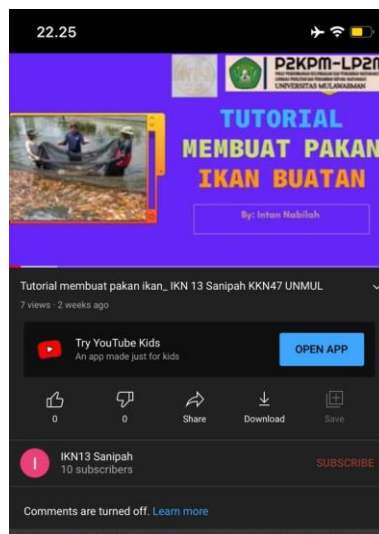 22.25
P2KPM-LP2M
UNIVERSITAS MULAWARMAN
TUTORIAL
MEMBUAT PAKAN
IKAN BUATAN
By: Intan Nabilah
Tutorial membuat pakan ikan_ IKN 13 Sanipah KKN47 UNMUL
7 views · 2 weeks ago
Try YouTube Kids
An app made just for kids
OPEN APP
0
0
Share
Download
Save
I
IKN13 Sanipah
10 subscribers
SUBSCRIBE
Comments are turned off. Learn more